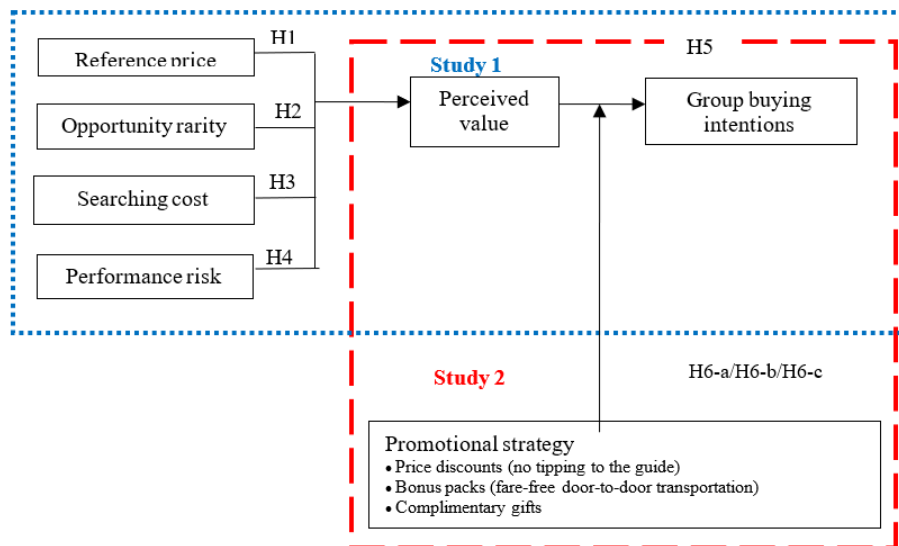 H1
Reference price
H2
Opportunity rarity
H3
Searching cost
H4
Performance risk
Study 1
Perceived
value
H5
Group buying
intentions
Study 2
H6-a/H6-b/H6-c
Promotional strategy
• Price discounts (no tipping to the guide)
• Bonus packs (fare-free door-to-door transportation)
• Complimentary gifts